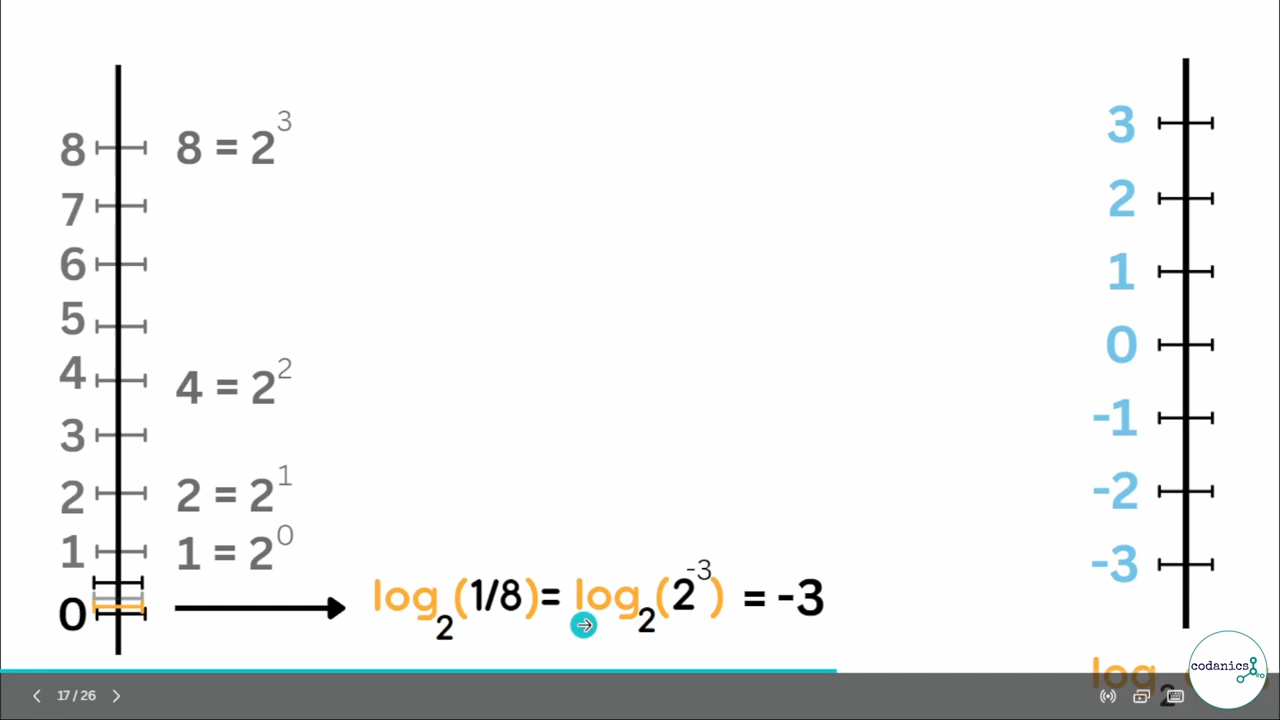 8
8 = 2³
7
6
5
4
4 = 2²
3
2
2 = 2¹
1
1 = 2⁰
0
log₂(1/8)= log₂(2⁻³) = -3
3
2
1
0
-1
-2
-3
log₂
codanics
17 / 26